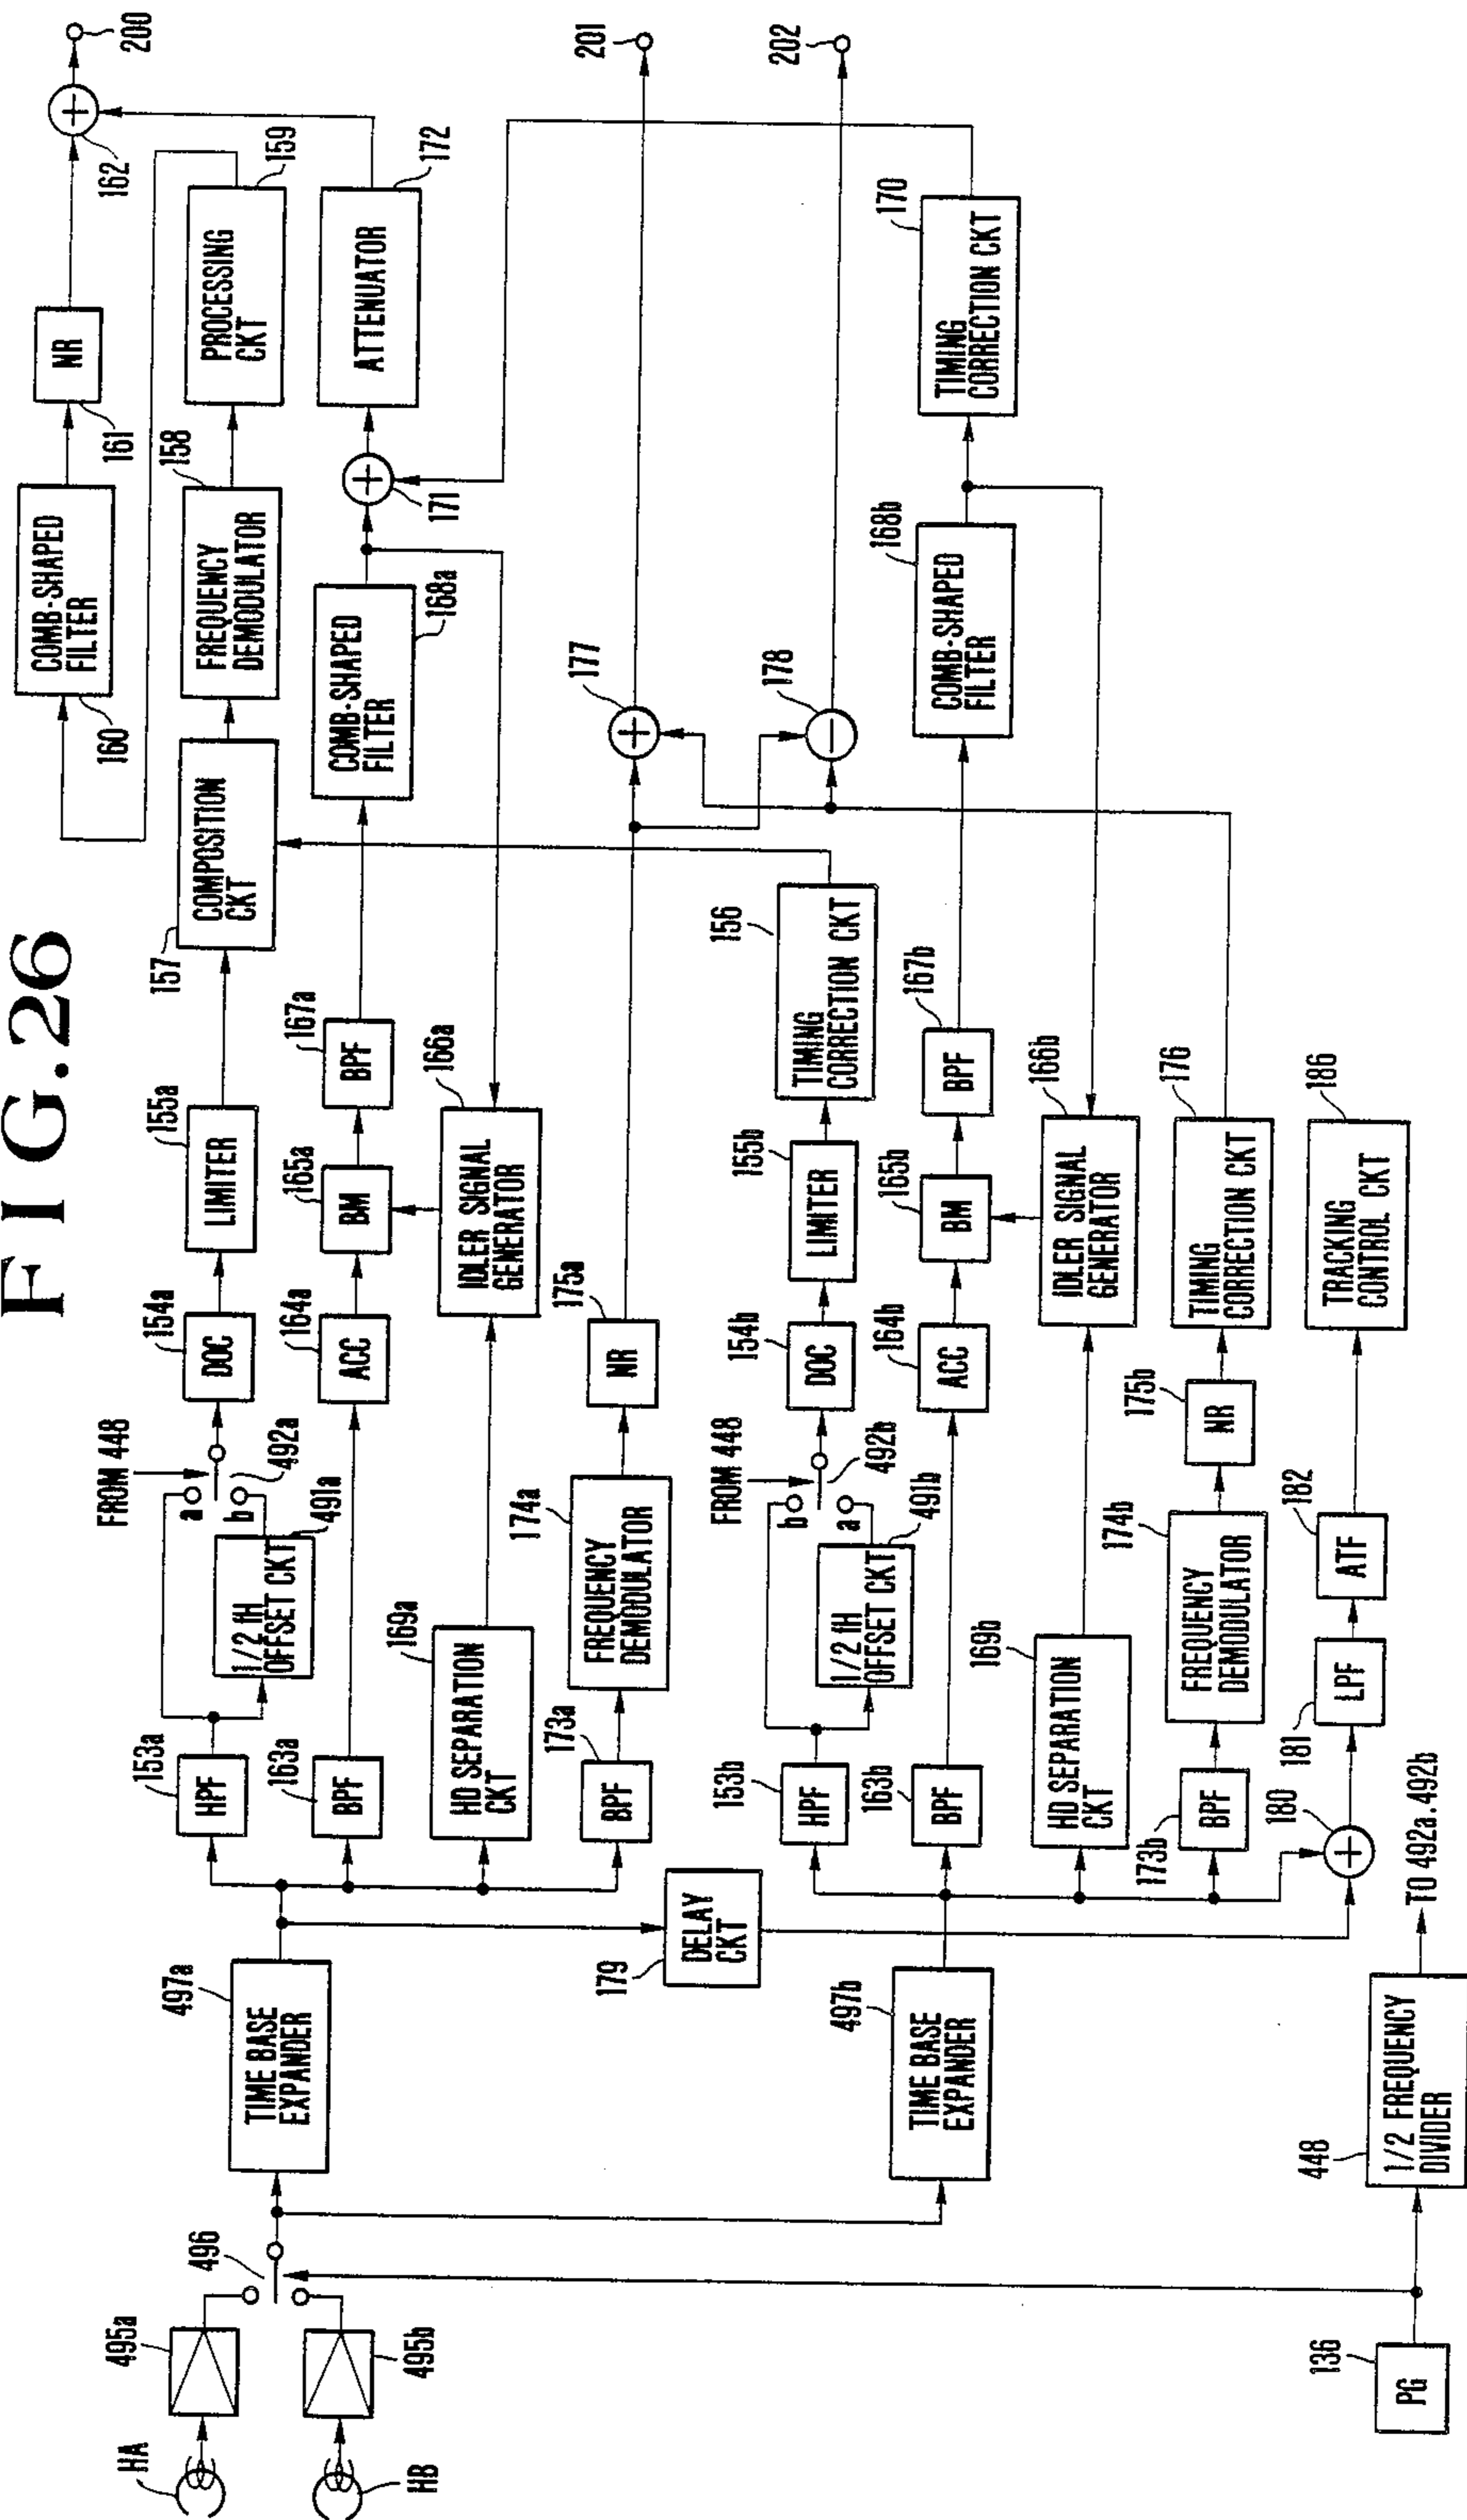 FIG.26
HA
495a
496
HB
495b
497a
TIME BASE
EXPANDER
153a
HPF
FROM 448
a
b
492a
1/2 fH
OFFSET CKT
491a
154a
DOC
155a
LIMITER
157
COMPOSITION
CKT
158
FREQUENCY
DEMODULATOR
PROCESSING
CKT
159
COMB-SHAPED
FILTER
160
NR
161
162
200
163a
BPF
164a
ACC
165a
BM
167a
BPF
COMB-SHAPED
FILTER
168a
171
ATTENUATOR
172
169a
HD SEPARATION
CKT
IDLER SIGNAL
GENERATOR
166a
173a
BPF
174a
FREQUENCY
DEMODULATOR
175a
NR
177
201
178
202
179
DELAY
CKT
497b
TIME BASE
EXPANDER
153b
HPF
FROM 448
b
a
492b
1/2 fH
OFFSET CKT
491b
154b
DOC
155b
LIMITER
156
TIMING
CORRECTION CKT
163b
BPF
164b
ACC
165b
BM
167b
BPF
168b
COMB-SHAPED
FILTER
170
TIMING
CORRECTION CKT
169b
HD SEPARATION
CKT
166b
IDLER SIGNAL
GENERATOR
173b
BPF
174b
FREQUENCY
DEMODULATOR
175b
NR
176
TIMING
CORRECTION CKT
180
181
LPF
182
ATF
186
TRACKING
CONTROL CKT
136
PG
448
1/2 FREQUENCY
DIVIDER
TO 492a.492b